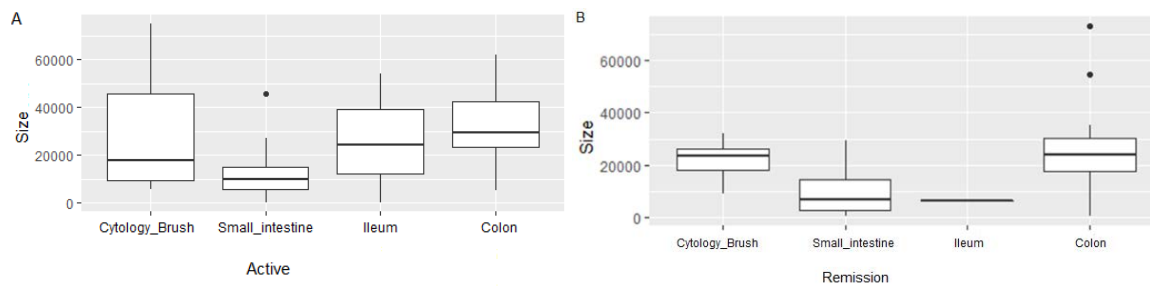 A
Size
60000
40000
20000
0
Cytology_Brush Small_intestine Ileum Colon
Active
B
Size
60000
40000
20000
0
Cytology_Brush Small_intestine Ileum Colon
Remission